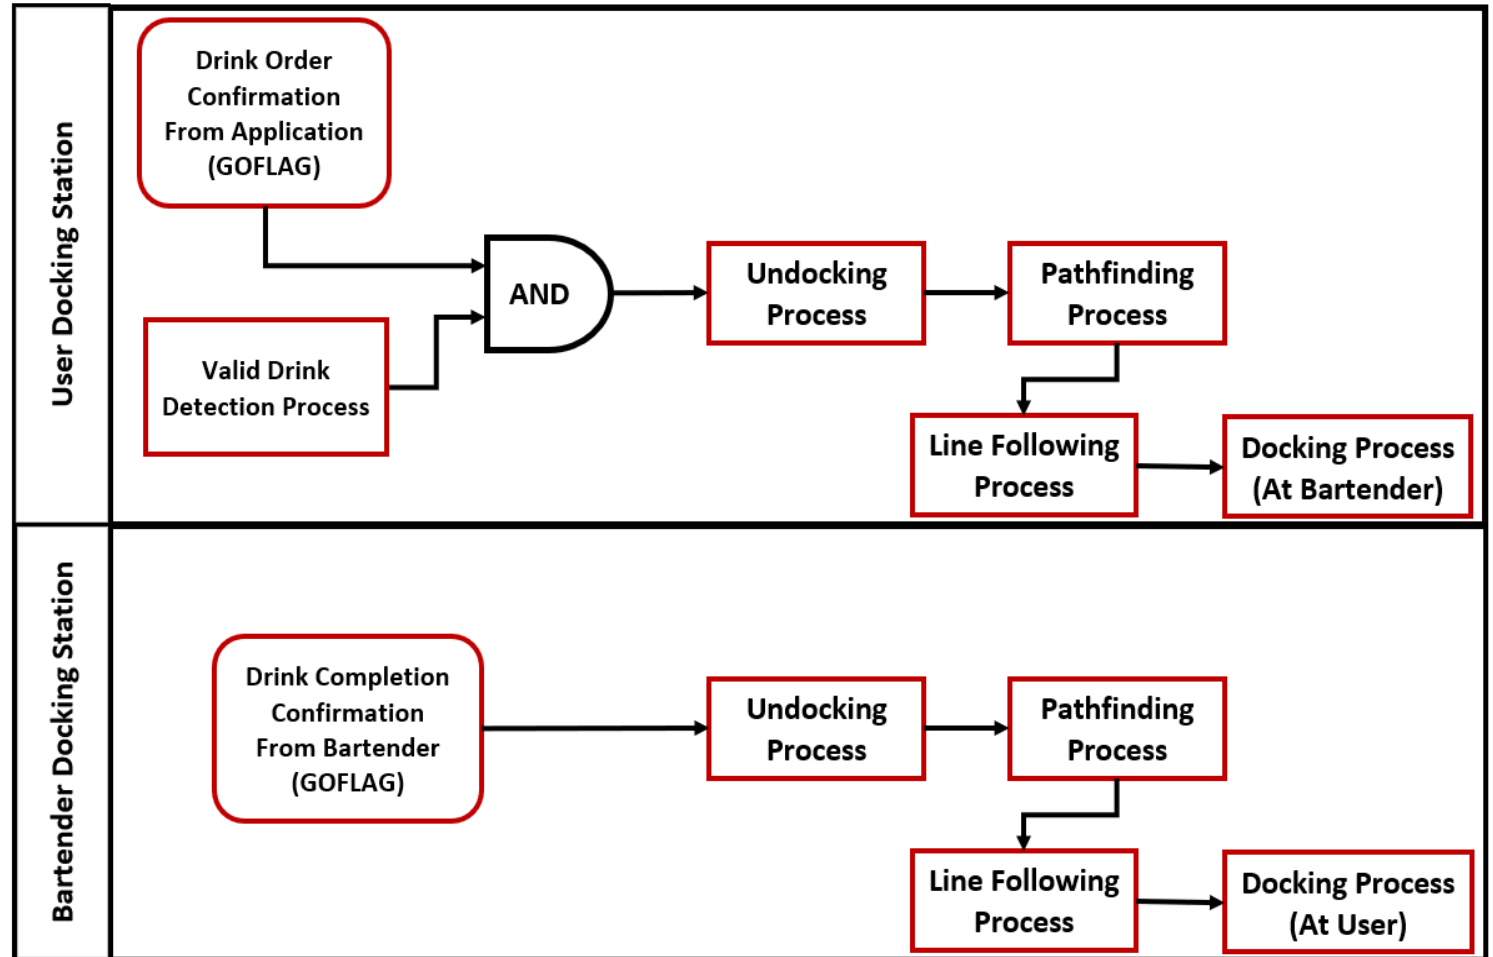 User Docking Station
Drink Order
Confirmation
From Application
(GOFLAG)
Valid Drink
Detection Process
AND
Undocking
Process
Pathfinding
Process
Line Following
Process
Docking Process
(At Bartender)
Bartender Docking Station
Drink Completion
Confirmation
From Bartender
(GOFLAG)
Undocking
Process
Pathfinding
Process
Line Following
Process
Docking Process
(At User)